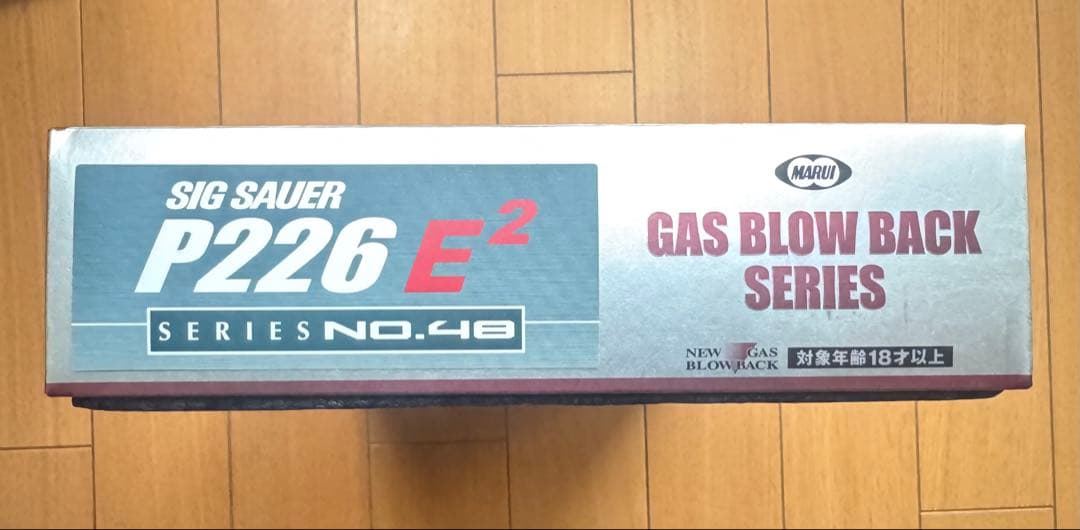 SIG SAUER
P226 E²
SERIES NO.48
MARUI
GAS BLOW BACK
SERIES
NEW GAS
BLOW BACK
対象年齢18才以上